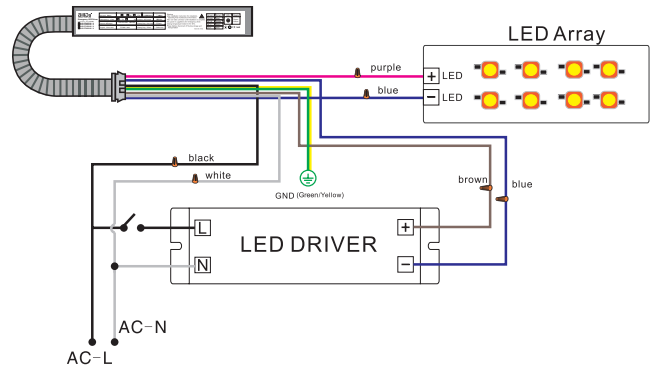 LED Array
purple
+ LED
blue
− LED
black
white
GND (Green/Yellow)
brown
blue
L
+
LED DRIVER
N
−
AC-N
AC-L